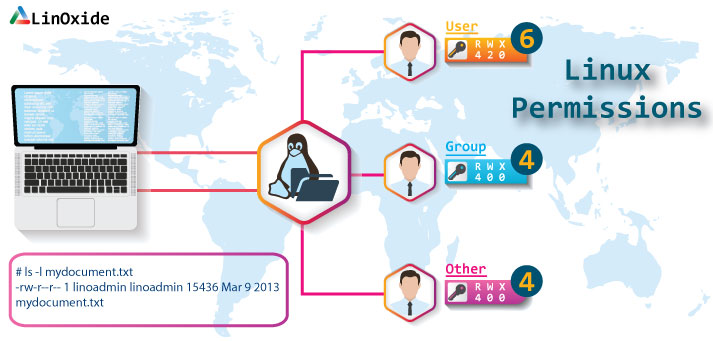 LinOxide
User
R W X
4 2 0
6
Linux
Permissions
Group
R W X
4 0 0
4
Other
R W X
4 0 0
4
# ls -l mydocument.txt
-rw-r--r-- 1 linoadmin linoadmin 15436 Mar 9 2013
mydocument.txt